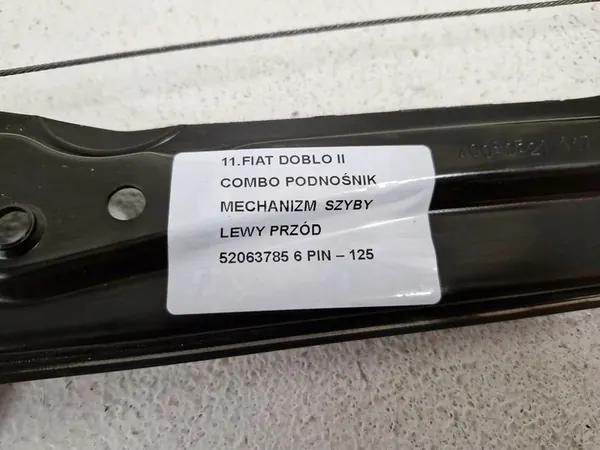 11.FIAT DOBLO II
COMBO PODNOŚNIK
MECHANIZM SZYBY
LEWY PRZÓD
52063785 6 PIN – 125